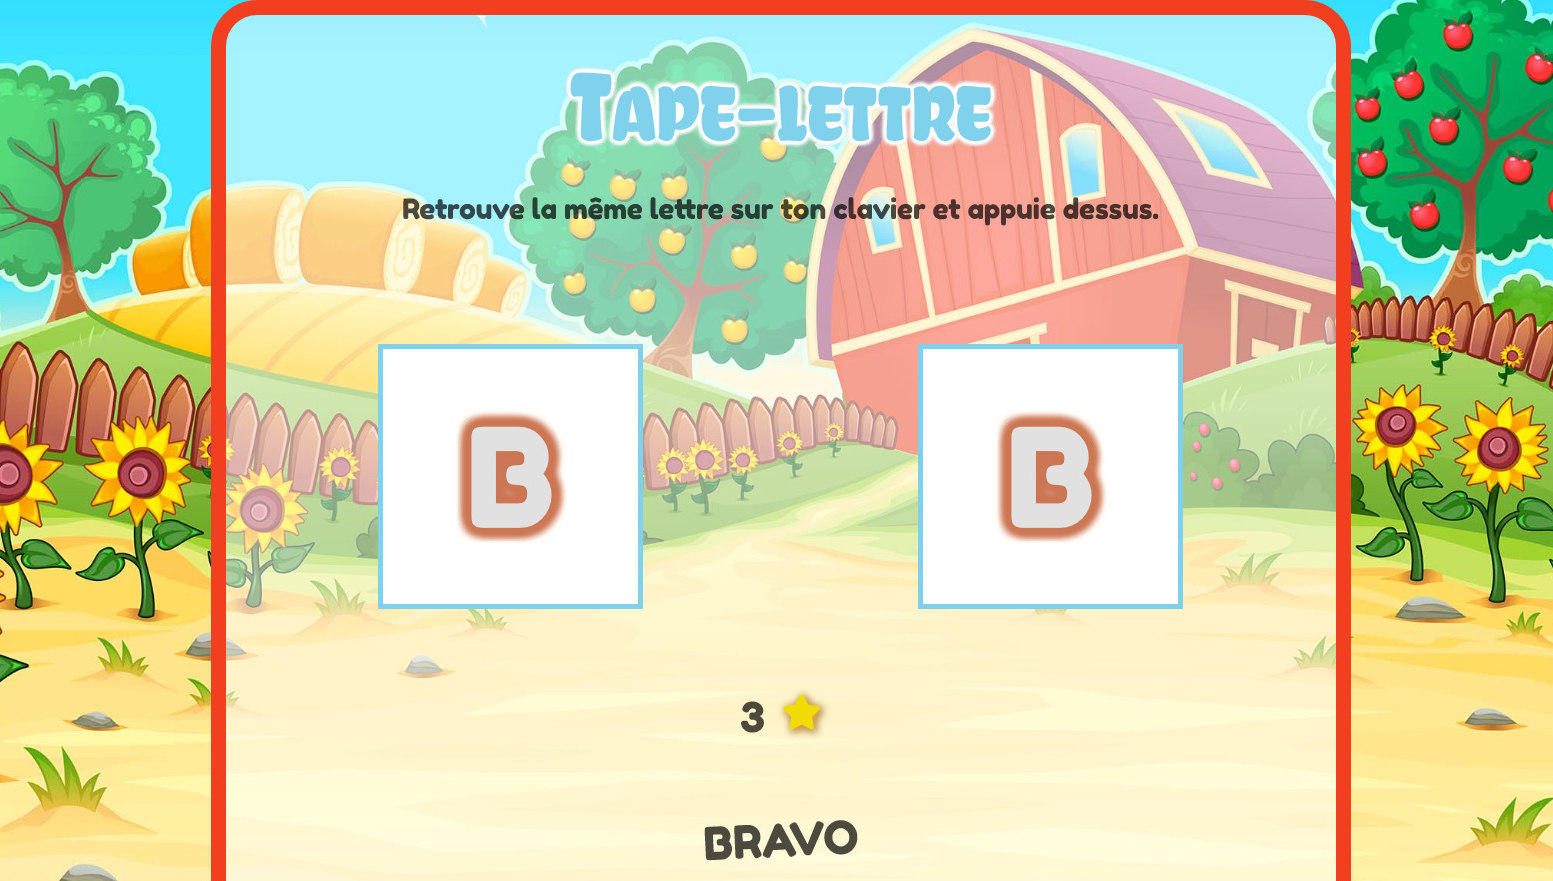 Tape-lettre
Retrouve la même lettre sur ton clavier et appuie dessus.
B B
3
BRAVO